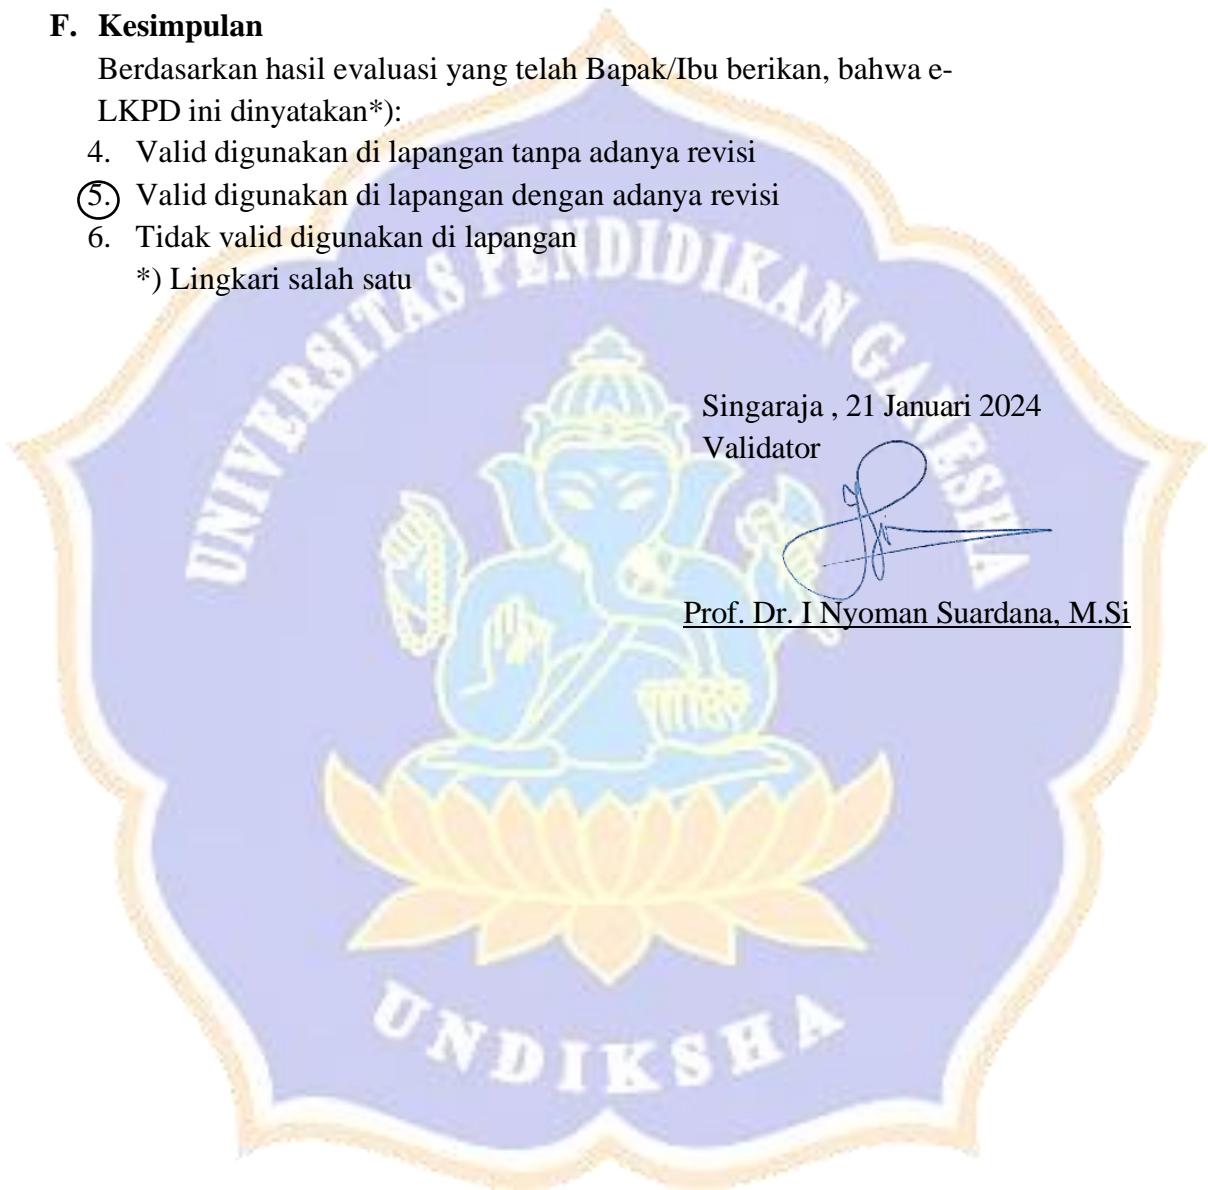 F. Kesimpulan
Berdasarkan hasil evaluasi yang telah Bapak/Ibu berikan, bahwa e-
LKPD ini dinyatakan*):
4. Valid digunakan di lapangan tanpa adanya revisi
5. Valid digunakan di lapangan dengan adanya revisi
6. Tidak valid digunakan di lapangan
*) Lingkari salah satu
UNIVERSITAS PENDIDIKAN GANESHA
Singaraja , 21 Januari 2024
Validator
Prof. Dr. I Nyoman Suardana, M.Si
UNDIKSHA